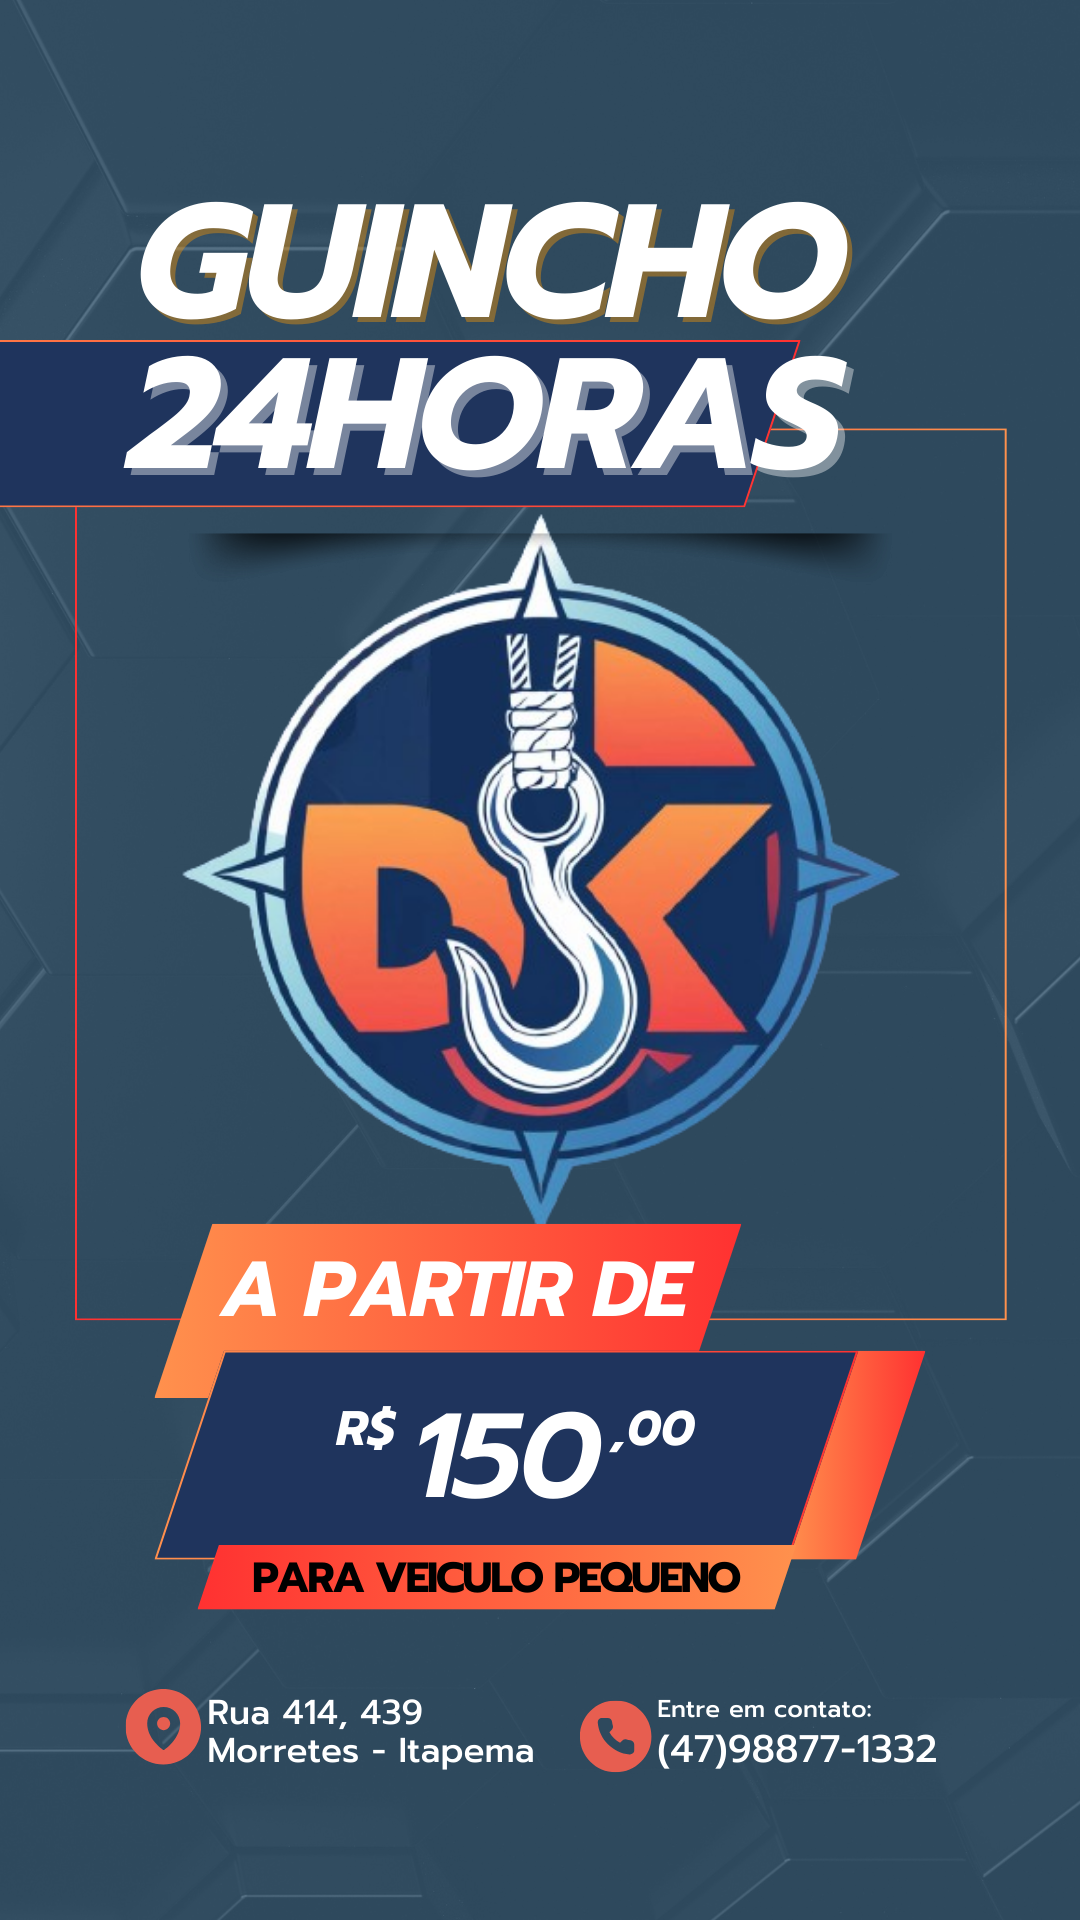 GUINCHO
24HORAS
DK
A PARTIR DE
R$ 150,00
PARA VEICULO PEQUENO
Rua 414, 439
Morretes - Itapema
Entre em contato:
(47)98877-1332